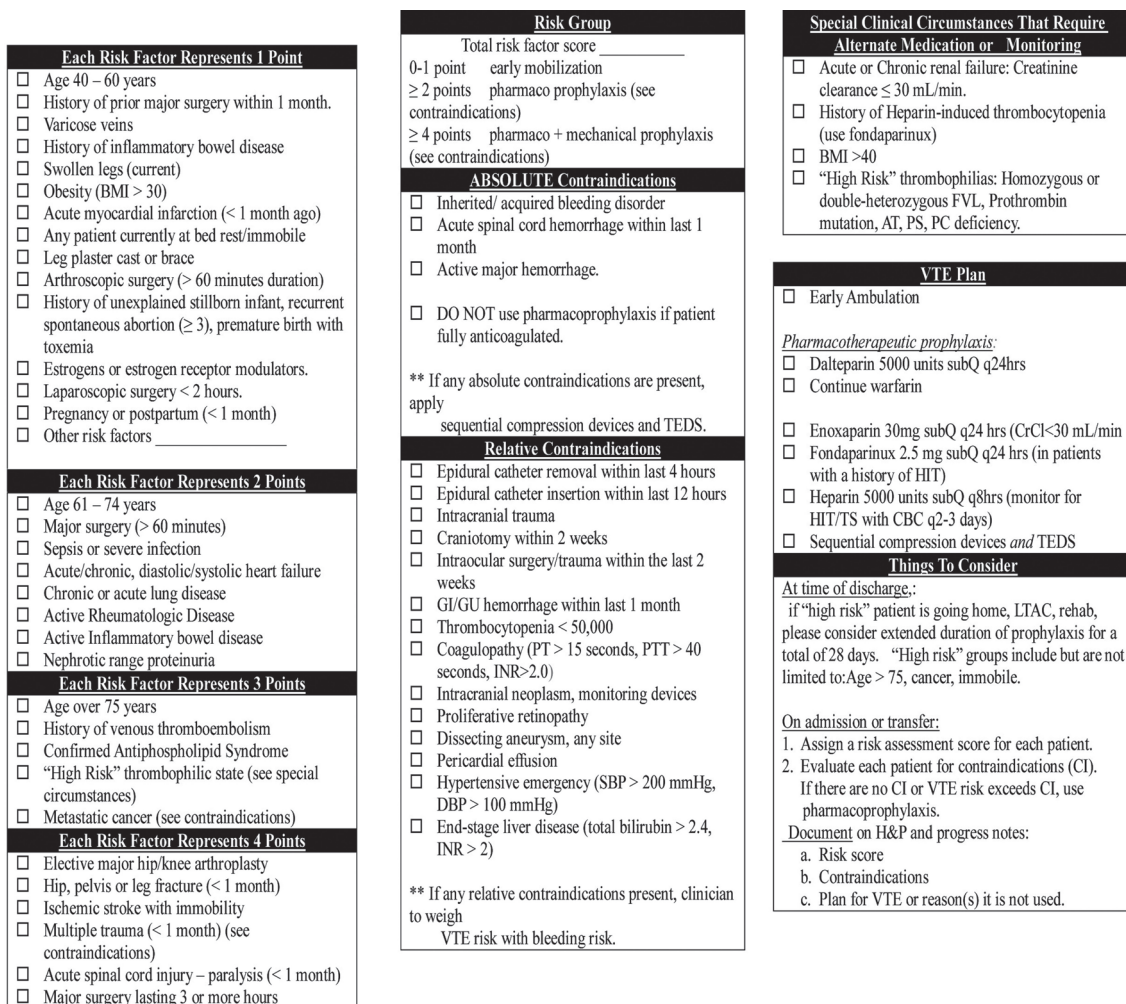 Each Risk Factor Represents 1 Point
☐ Age 40 – 60 years
☐ History of prior major surgery within 1 month.
☐ Varicose veins
☐ History of inflammatory bowel disease
☐ Swollen legs (current)
☐ Obesity (BMI > 30)
☐ Acute myocardial infarction (< 1 month ago)
☐ Any patient currently at bed rest/immobile
☐ Leg plaster cast or brace
☐ Arthroscopic surgery (> 60 minutes duration)
☐ History of unexplained stillborn infant, recurrent
spontaneous abortion (≥ 3), premature birth with
toxemia
☐ Estrogens or estrogen receptor modulators.
☐ Laparoscopic surgery < 2 hours.
☐ Pregnancy or postpartum (< 1 month)
☐ Other risk factors _______________
Each Risk Factor Represents 2 Points
☐ Age 61 – 74 years
☐ Major surgery (> 60 minutes)
☐ Sepsis or severe infection
☐ Acute/chronic, diastolic/systolic heart failure
☐ Chronic or acute lung disease
☐ Active Rheumatologic Disease
☐ Active Inflammatory bowel disease
☐ Nephrotic range proteinuria
Each Risk Factor Represents 3 Points
☐ Age over 75 years
☐ History of venous thromboembolism
☐ Confirmed Antiphospholipid Syndrome
☐ “High Risk” thrombophilic state (see special
circumstances)
☐ Metastatic cancer (see contraindications)
Each Risk Factor Represents 4 Points
☐ Elective major hip/knee arthroplasty
☐ Hip, pelvis or leg fracture (< 1 month)
☐ Ischemic stroke with immobility
☐ Multiple trauma (< 1 month) (see
contraindications)
☐ Acute spinal cord injury – paralysis (< 1 month)
☐ Major surgery lasting 3 or more hours
Risk Group
Total risk factor score __________
0-1 point early mobilization
≥ 2 points pharmaco prophylaxis (see
contraindications)
≥ 4 points pharmaco + mechanical prophylaxis
(see contraindications)
ABSOLUTE Contraindications
☐ Inherited/ acquired bleeding disorder
☐ Acute spinal cord hemorrhage within last 1
month
☐ Active major hemorrhage.
☐ DO NOT use pharmacoprophylaxis if patient
fully anticoagulated.
** If any absolute contraindications are present,
apply
sequential compression devices and TEDS.
Relative Contraindications
☐ Epidural catheter removal within last 4 hours
☐ Epidural catheter insertion within last 12 hours
☐ Intracranial trauma
☐ Craniotomy within 2 weeks
☐ Intraocular surgery/trauma within the last 2
weeks
☐ GI/GU hemorrhage within last 1 month
☐ Thrombocytopenia < 50,000
☐ Coagulopathy (PT > 15 seconds, PTT > 40
seconds, INR>2.0)
☐ Intracranial neoplasm, monitoring devices
☐ Proliferative retinopathy
☐ Dissecting aneurysm, any site
☐ Pericardial effusion
☐ Hypertensive emergency (SBP > 200 mmHg,
DBP > 100 mmHg)
☐ End-stage liver disease (total bilirubin > 2.4,
INR > 2)
** If any relative contraindications present, clinician
to weigh
VTE risk with bleeding risk.
Special Clinical Circumstances That Require
Alternate Medication or Monitoring
☐ Acute or Chronic renal failure: Creatinine
clearance ≤ 30 mL/min.
☐ History of Heparin-induced thrombocytopenia
(use fondaparinux)
☐ BMI >40
☐ “High Risk” thrombophilias: Homozygous or
double-heterozygous FVL, Prothrombin
mutation, AT, PS, PC deficiency.
VTE Plan
☐ Early Ambulation
Pharmacotherapeutic prophylaxis:
☐ Dalteparin 5000 units subQ q24hrs
☐ Continue warfarin
☐ Enoxaparin 30mg subQ q24 hrs (CrCl<30 mL/min
☐ Fondaparinux 2.5 mg subQ q24 hrs (in patients
with a history of HIT)
☐ Heparin 5000 units subQ q8hrs (monitor for
HIT/TS with CBC q2-3 days)
☐ Sequential compression devices and TEDS
Things To Consider
At time of discharge,:
if “high risk” patient is going home, LTAC, rehab,
please consider extended duration of prophylaxis for a
total of 28 days. “High risk” groups include but are not
limited to:Age > 75, cancer, immobile.
On admission or transfer:
1. Assign a risk assessment score for each patient.
2. Evaluate each patient for contraindications (CI).
If there are no CI or VTE risk exceeds CI, use
pharmacoprophylaxis.
Document on H&P and progress notes:
a. Risk score
b. Contraindications
c. Plan for VTE or reason(s) it is not used.